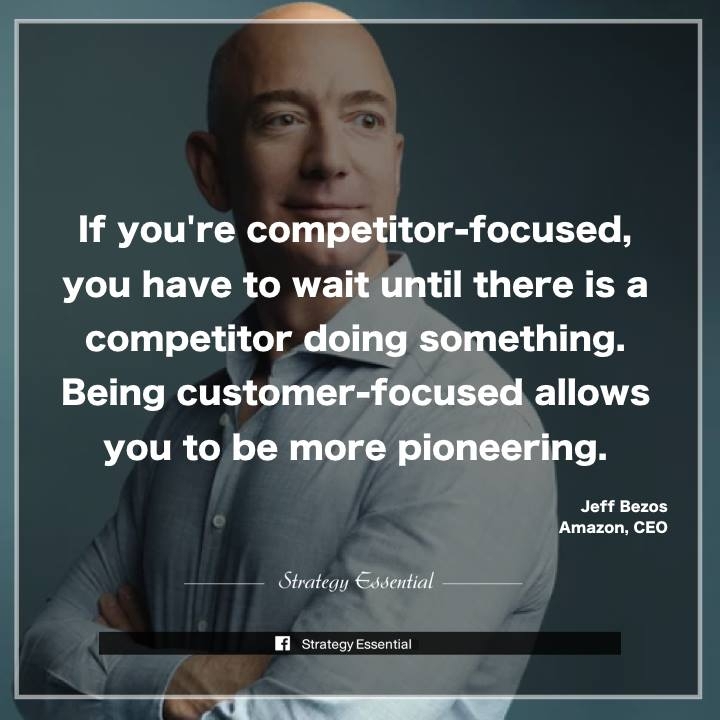 If you're competitor-focused,
you have to wait until there is a
competitor doing something.
Being customer-focused allows
you to be more pioneering.
Jeff Bezos
Amazon, CEO
Strategy Essential
Strategy Essential